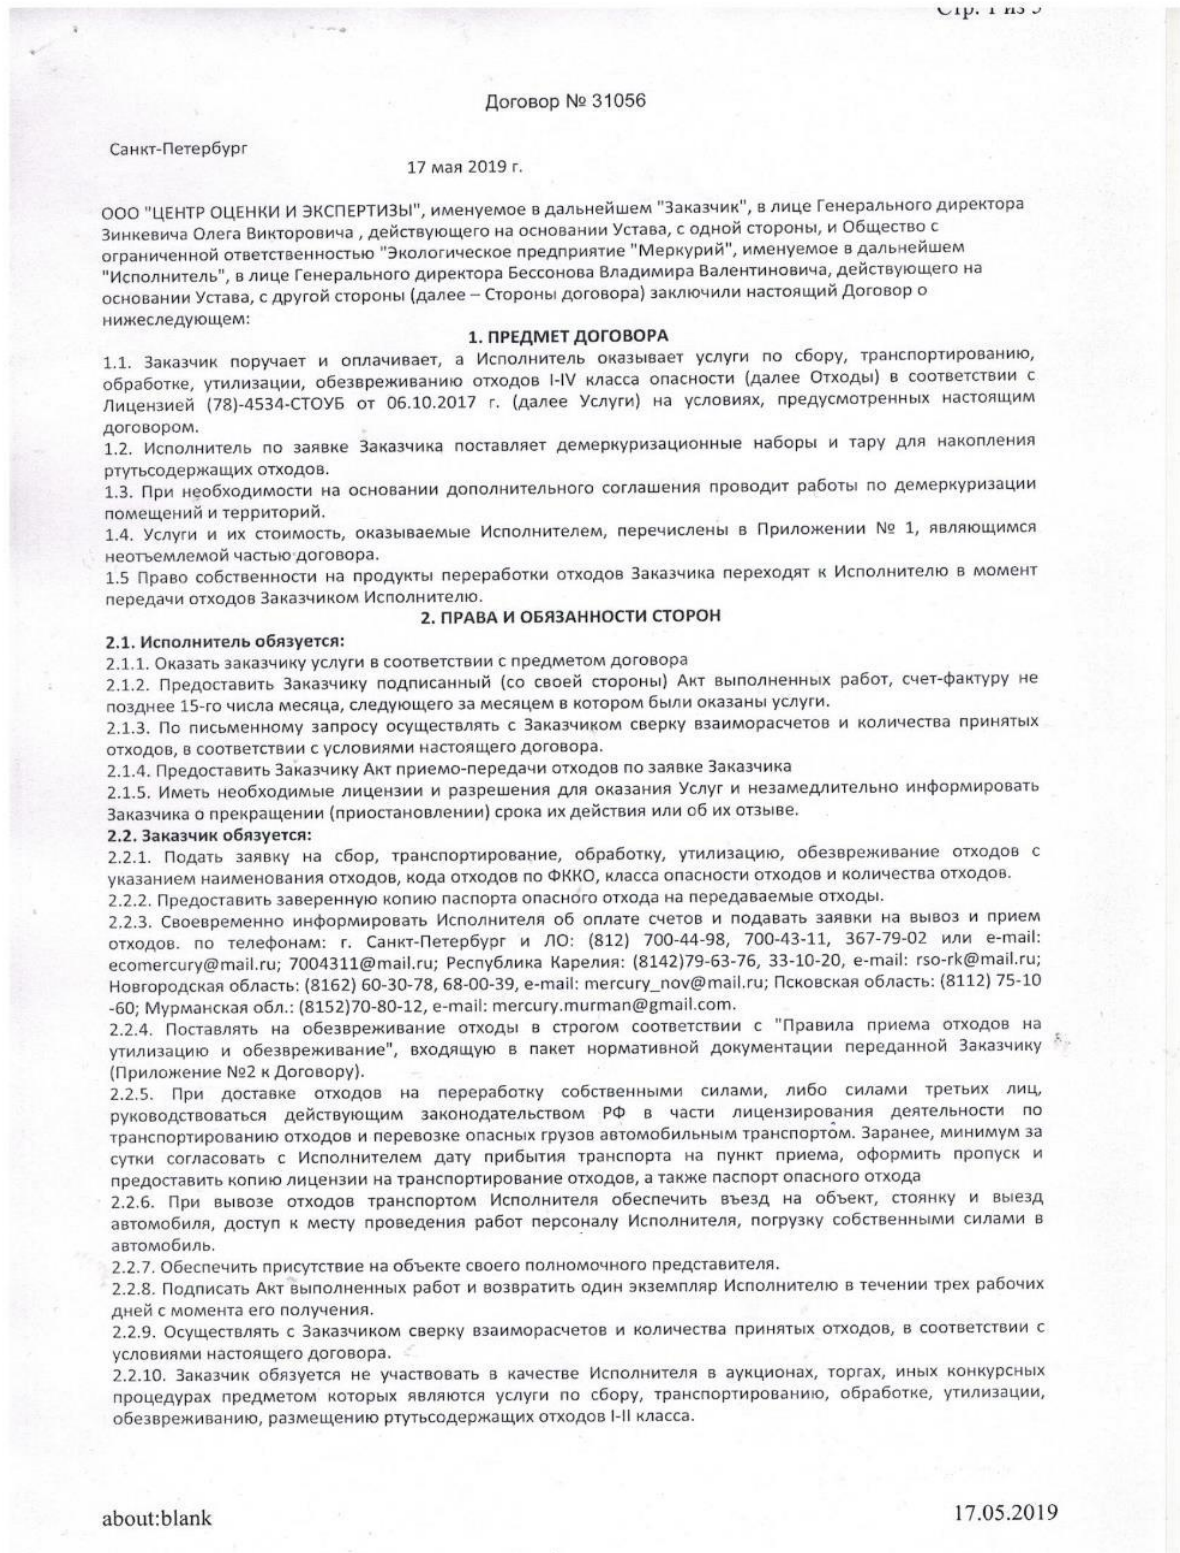 Стр. 1 из 5
Договор № 31056
Санкт-Петербург
17 мая 2019 г.
ООО "ЦЕНТР ОЦЕНКИ И ЭКСПЕРТИЗЫ", именуемое в дальнейшем "Заказчик", в лице Генерального директора
Зинкевича Олега Викторовича , действующего на основании Устава, с одной стороны, и Общество с
ограниченной ответственностью "Экологическое предприятие "Меркурий", именуемое в дальнейшем
"Исполнитель", в лице Генерального директора Бессонова Владимира Валентиновича, действующего на
основании Устава, с другой стороны (далее – Стороны договора) заключили настоящий Договор о
нижеследующем:
1. ПРЕДМЕТ ДОГОВОРА
1.1. Заказчик поручает и оплачивает, а Исполнитель оказывает услуги по сбору, транспортированию,
обработке, утилизации, обезвреживанию отходов I-IV класса опасности (далее Отходы) в соответствии с
Лицензией (78)-4534-СТОУБ от 06.10.2017 г. (далее Услуги) на условиях, предусмотренных настоящим
договором.
1.2. Исполнитель по заявке Заказчика поставляет демеркуризационные наборы и тару для накопления
ртутьсодержащих отходов.
1.3. При необходимости на основании дополнительного соглашения проводит работы по демеркуризации
помещений и территорий.
1.4. Услуги и их стоимость, оказываемые Исполнителем, перечислены в Приложении № 1, являющимся
неотъемлемой частью договора.
1.5 Право собственности на продукты переработки отходов Заказчика переходят к Исполнителю в момент
передачи отходов Заказчиком Исполнителю.
2. ПРАВА И ОБЯЗАННОСТИ СТОРОН
2.1. Исполнитель обязуется:
2.1.1. Оказать заказчику услуги в соответствии с предметом договора
2.1.2. Предоставить Заказчику подписанный (со своей стороны) Акт выполненных работ, счет-фактуру не
позднее 15-го числа месяца, следующего за месяцем в котором были оказаны услуги.
2.1.3. По письменному запросу осуществлять с Заказчиком сверку взаиморасчетов и количества принятых
отходов, в соответствии с условиями настоящего договора.
2.1.4. Предоставить Заказчику Акт приемо-передачи отходов по заявке Заказчика
2.1.5. Иметь необходимые лицензии и разрешения для оказания Услуг и незамедлительно информировать
Заказчика о прекращении (приостановлении) срока их действия или об их отзыве.
2.2. Заказчик обязуется:
2.2.1. Подать заявку на сбор, транспортирование, обработку, утилизацию, обезвреживание отходов с
указанием наименования отходов, кода отходов по ФККО, класса опасности отходов и количества отходов.
2.2.2. Предоставить заверенную копию паспорта опасного отхода на передаваемые отходы.
2.2.3. Своевременно информировать Исполнителя об оплате счетов и подавать заявки на вывоз и прием
отходов. по телефонам: г. Санкт-Петербург и ЛО: (812) 700-44-98, 700-43-11, 367-79-02 или e-mail:
ecomercury@mail.ru; 7004311@mail.ru; Республика Карелия: (8142)79-63-76, 33-10-20, e-mail: rso-rk@mail.ru;
Новгородская область: (8162) 60-30-78, 68-00-39, e-mail: mercury_nov@mail.ru; Псковская область: (8112) 75-10
-60; Мурманская обл.: (8152)70-80-12, e-mail: mercury.murman@gmail.com.
2.2.4. Поставлять на обезвреживание отходы в строгом соответствии с "Правила приема отходов на
утилизацию и обезвреживание", входящую в пакет нормативной документации переданной Заказчику
(Приложение №2 к Договору).
2.2.5. При доставке отходов на переработку собственными силами, либо силами третьих лиц,
руководствоваться действующим законодательством РФ в части лицензирования деятельности по
транспортированию отходов и перевозке опасных грузов автомобильным транспортом. Заранее, минимум за
сутки согласовать с Исполнителем дату прибытия транспорта на пункт приема, оформить пропуск и
предоставить копию лицензии на транспортирование отходов, а также паспорт опасного отхода
2.2.6. При вывозе отходов транспортом Исполнителя обеспечить въезд на объект, стоянку и выезд
автомобиля, доступ к месту проведения работ персоналу Исполнителя, погрузку собственными силами в
автомобиль.
2.2.7. Обеспечить присутствие на объекте своего полномочного представителя.
2.2.8. Подписать Акт выполненных работ и возвратить один экземпляр Исполнителю в течении трех рабочих
дней с момента его получения.
2.2.9. Осуществлять с Заказчиком сверку взаиморасчетов и количества принятых отходов, в соответствии с
условиями настоящего договора.
2.2.10. Заказчик обязуется не участвовать в качестве Исполнителя в аукционах, торгах, иных конкурсных
процедурах предметом которых являются услуги по сбору, транспортированию, обработке, утилизации,
обезвреживанию, размещению ртутьсодержащих отходов I-II класса.
about:blank
17.05.2019